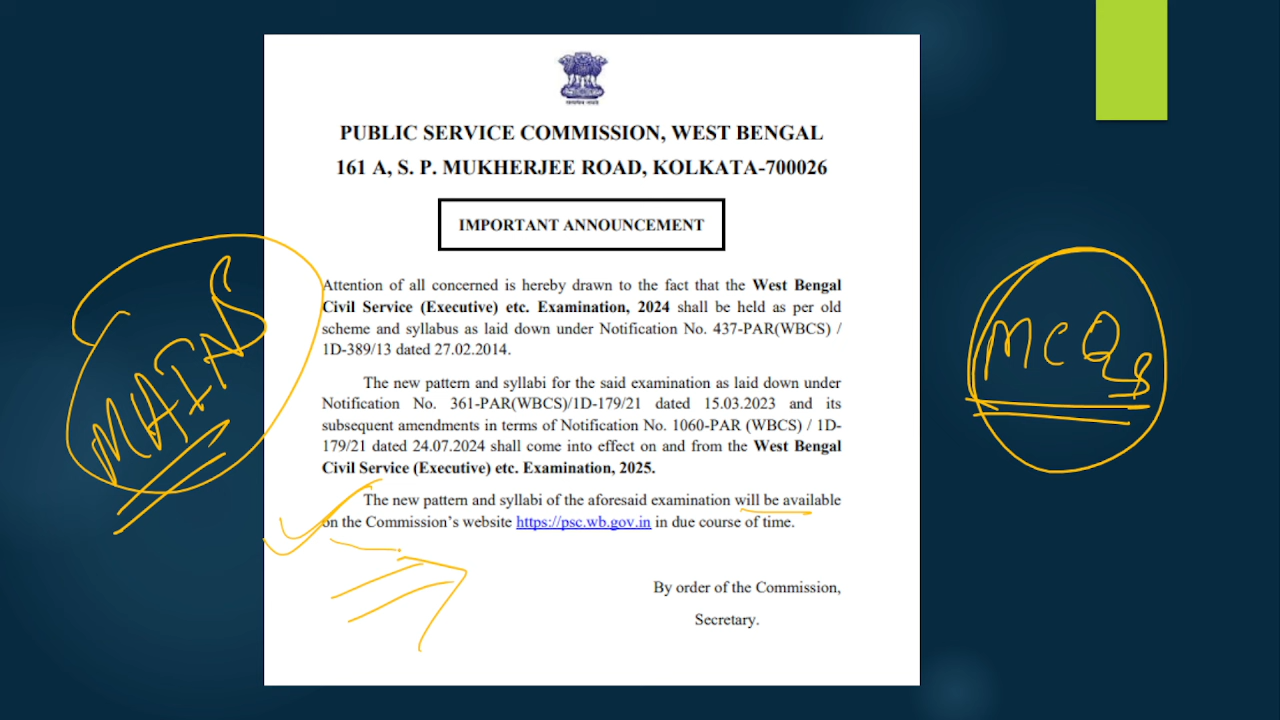 PUBLIC SERVICE COMMISSION, WEST BENGAL
161 A, S. P. MUKHERJEE ROAD, KOLKATA-700026
IMPORTANT ANNOUNCEMENT
Attention of all concerned is hereby drawn to the fact that the West Bengal
Civil Service (Executive) etc. Examination, 2024 shall be held as per old
scheme and syllabus as laid down under Notification No. 437-PAR(WBCS) /
1D-389/13 dated 27.02.2014.
The new pattern and syllabi for the said examination as laid down under
Notification No. 361-PAR(WBCS)/1D-179/21 dated 15.03.2023 and its
subsequent amendments in terms of Notification No. 1060-PAR (WBCS) / 1D-
179/21 dated 24.07.2024 shall come into effect on and from the West Bengal
Civil Service (Executive) etc. Examination, 2025.
The new pattern and syllabi of the aforesaid examination will be available
on the Commission's website https://psc.wb.gov.in in due course of time.
By order of the Commission,
Secretary.
MAINS
MCQs